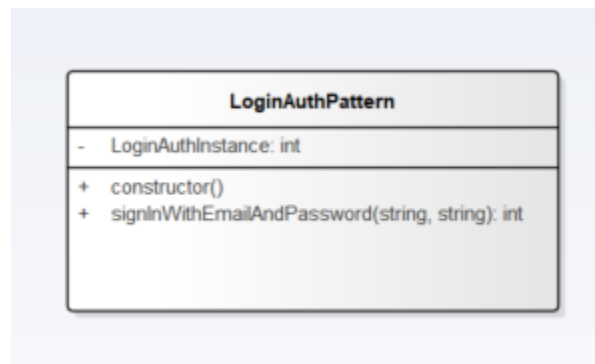 LoginAuthPattern
- LoginAuthInstance: int
+ constructor()
+ signInWithEmailAndPassword(string, string): int